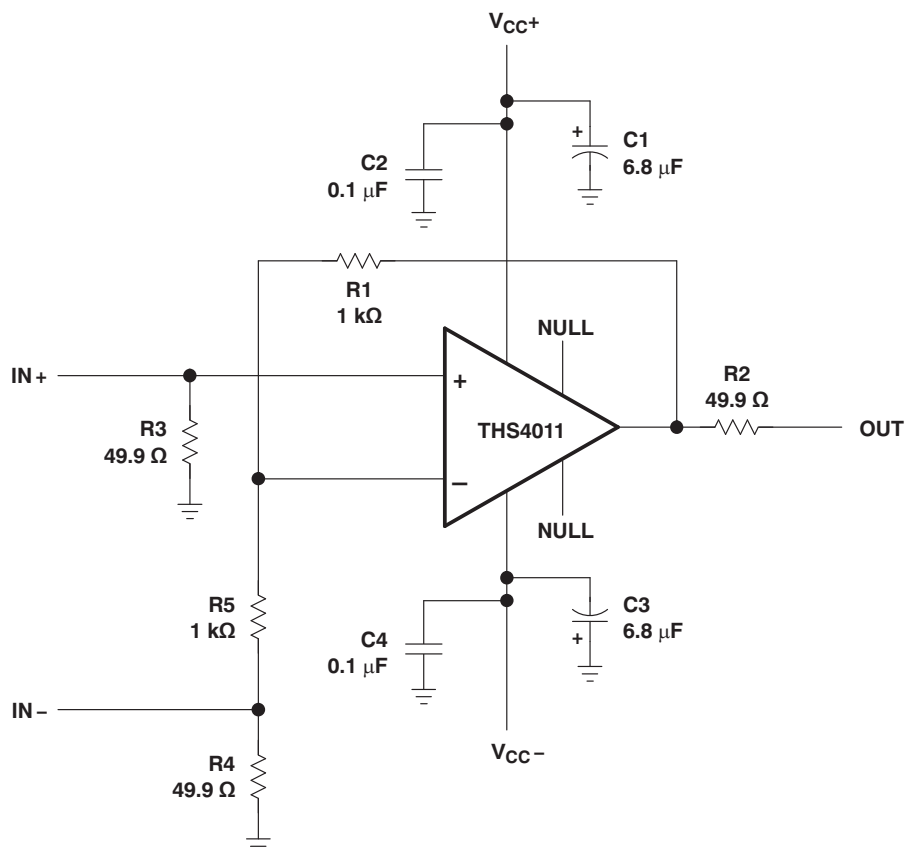 VCC+
C2
0.1 μF
+
C1
6.8 μF
R1
1 kΩ
NULL
IN+
+
R3
49.9 Ω
THS4011
R2
49.9 Ω
OUT
−
NULL
R5
1 kΩ
C4
0.1 μF
C3
6.8 μF
+
IN−
VCC−
R4
49.9 Ω